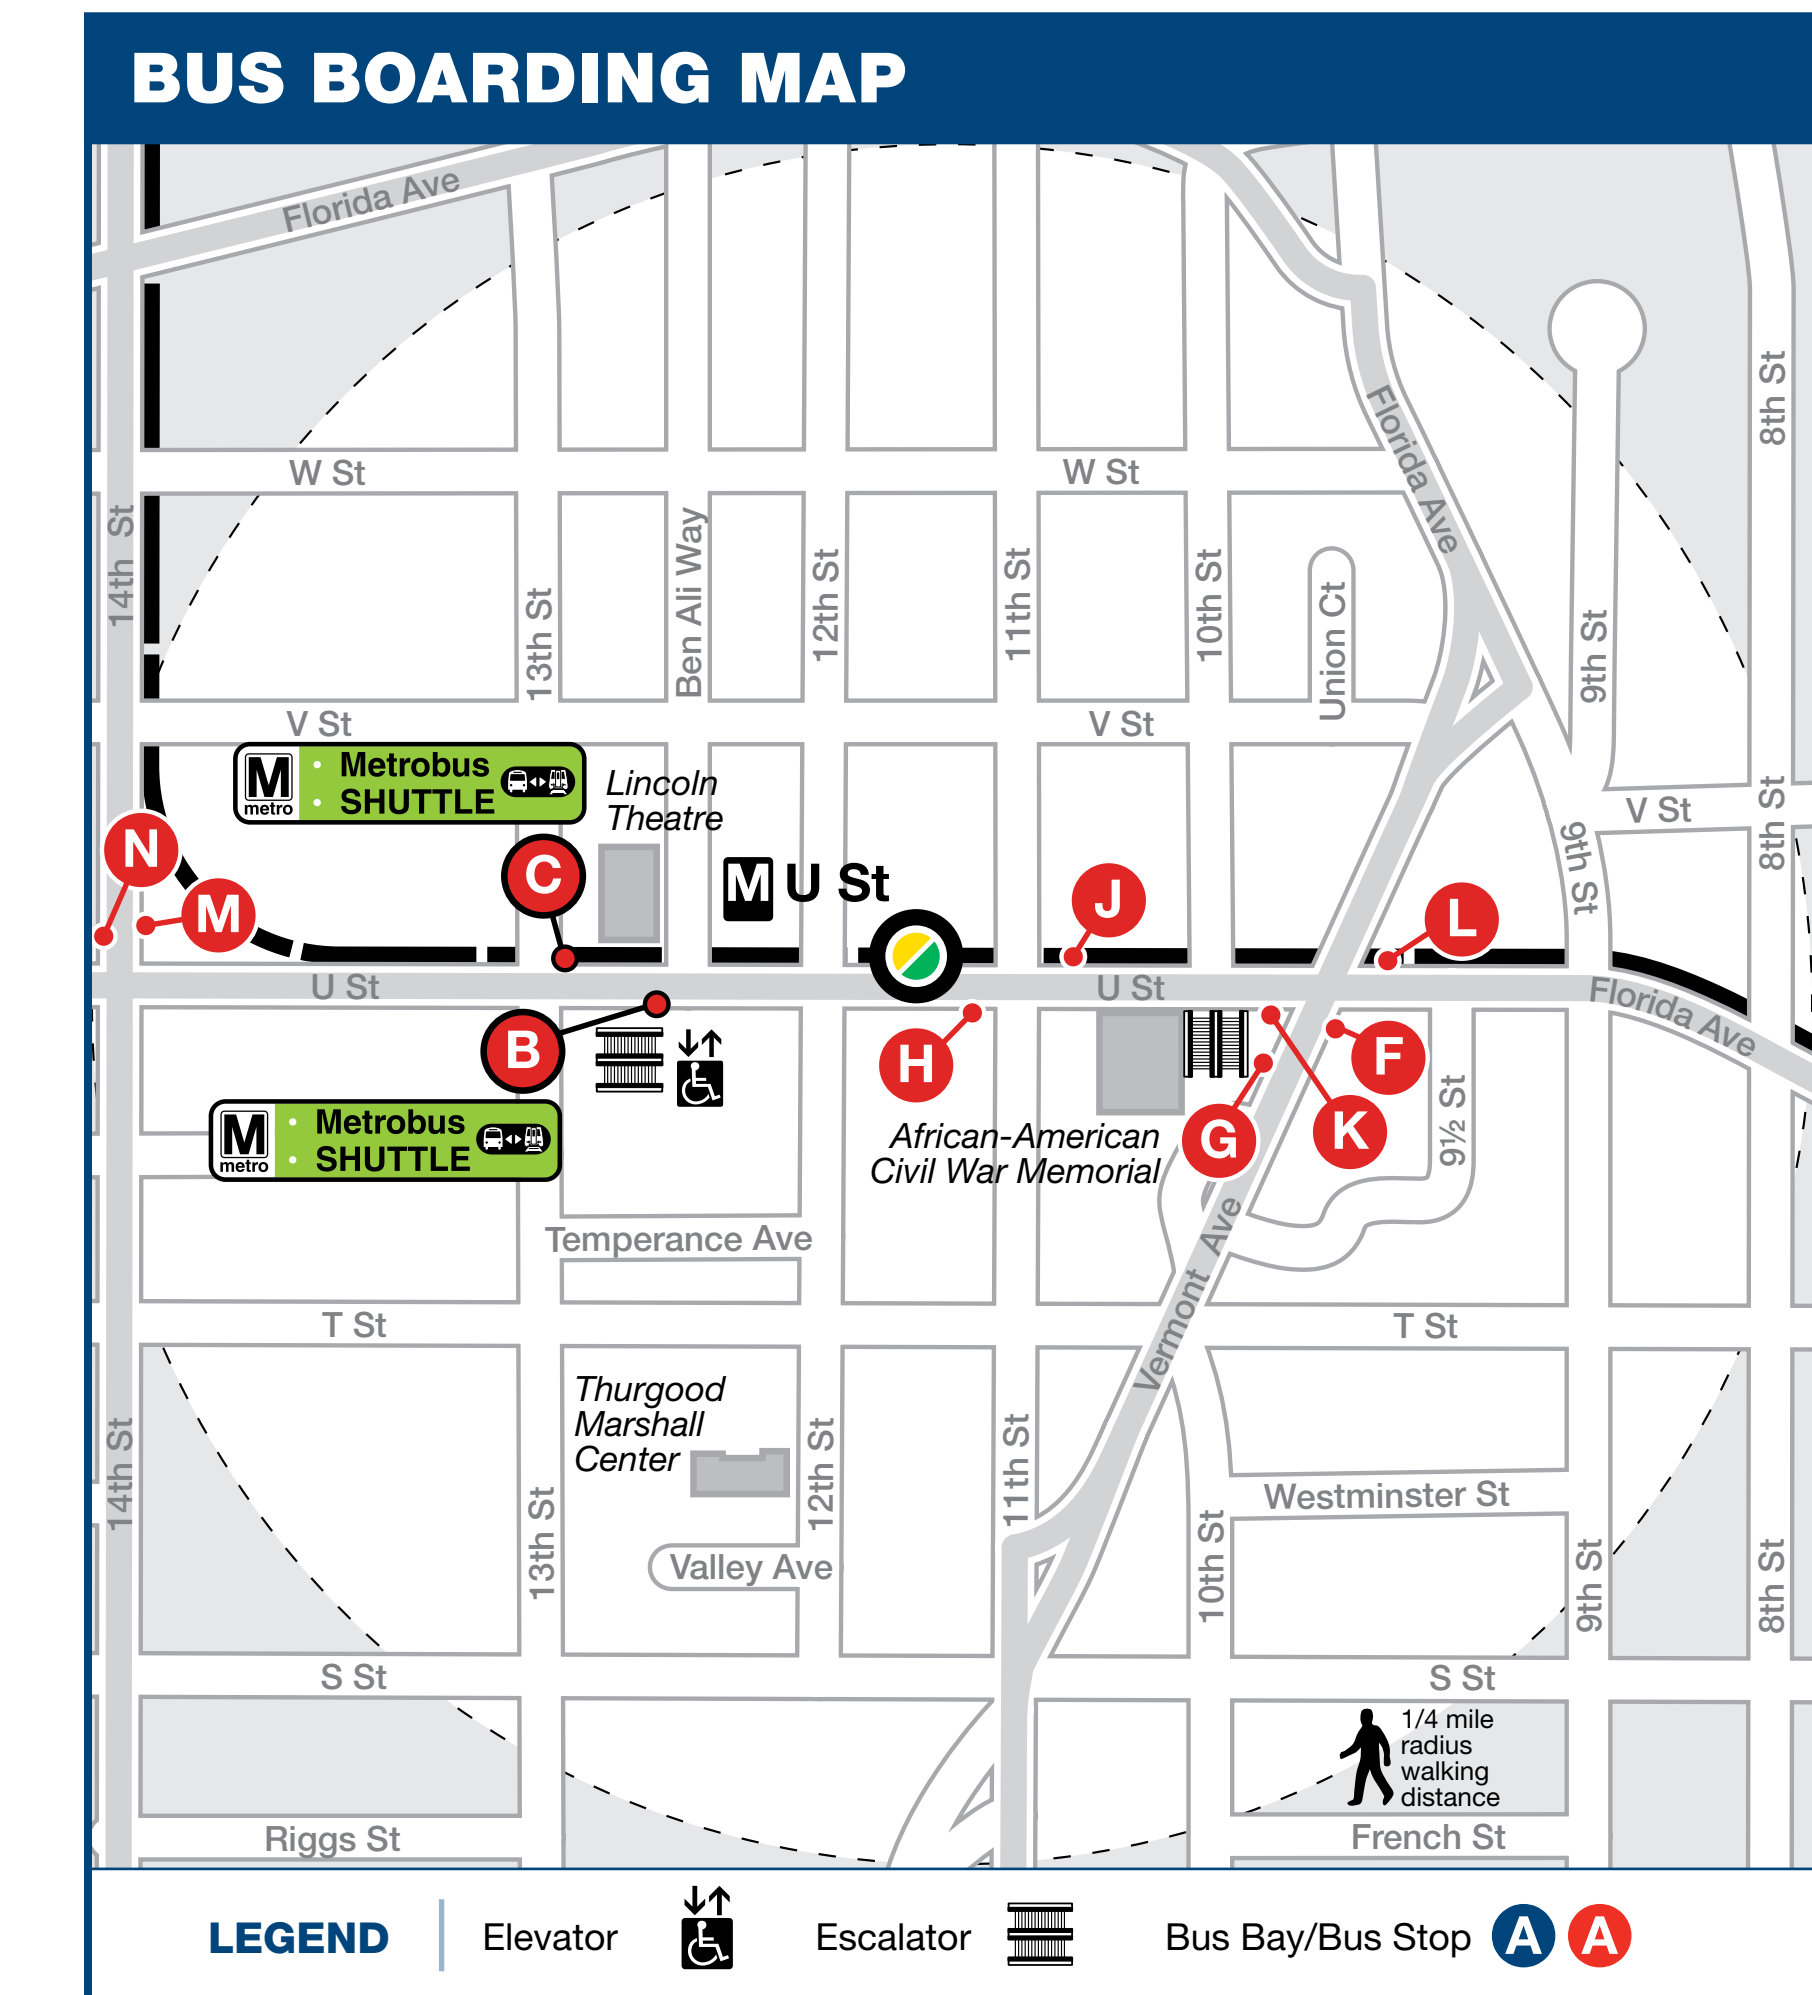 BUS BOARDING MAP
Florida Ave
8th St
Florida Ave
W St
W St
14th St
13th St
Ben Ali Way
12th St
11th St
10th St
Union Ct
9th St
V St
V St
M
metro
• Metrobus
• SHUTTLE
Lincoln
Theatre
V St
8th St
9th St
N
M
C
M U St
J
L
U St
U St
Florida Ave
B
H
F
G
K
9½ St
M
metro
• Metrobus
• SHUTTLE
African-American
Civil War Memorial
Temperance Ave
Vermont Ave
T St
T St
Thurgood
Marshall
Center
14th St
13th St
12th St
11th St
10th St
Westminster St
9th St
8th St
Valley Ave
S St
S St
1/4 mile
radius
walking
distance
Riggs St
French St
LEGEND
Elevator
Escalator
Bus Bay/Bus Stop A A